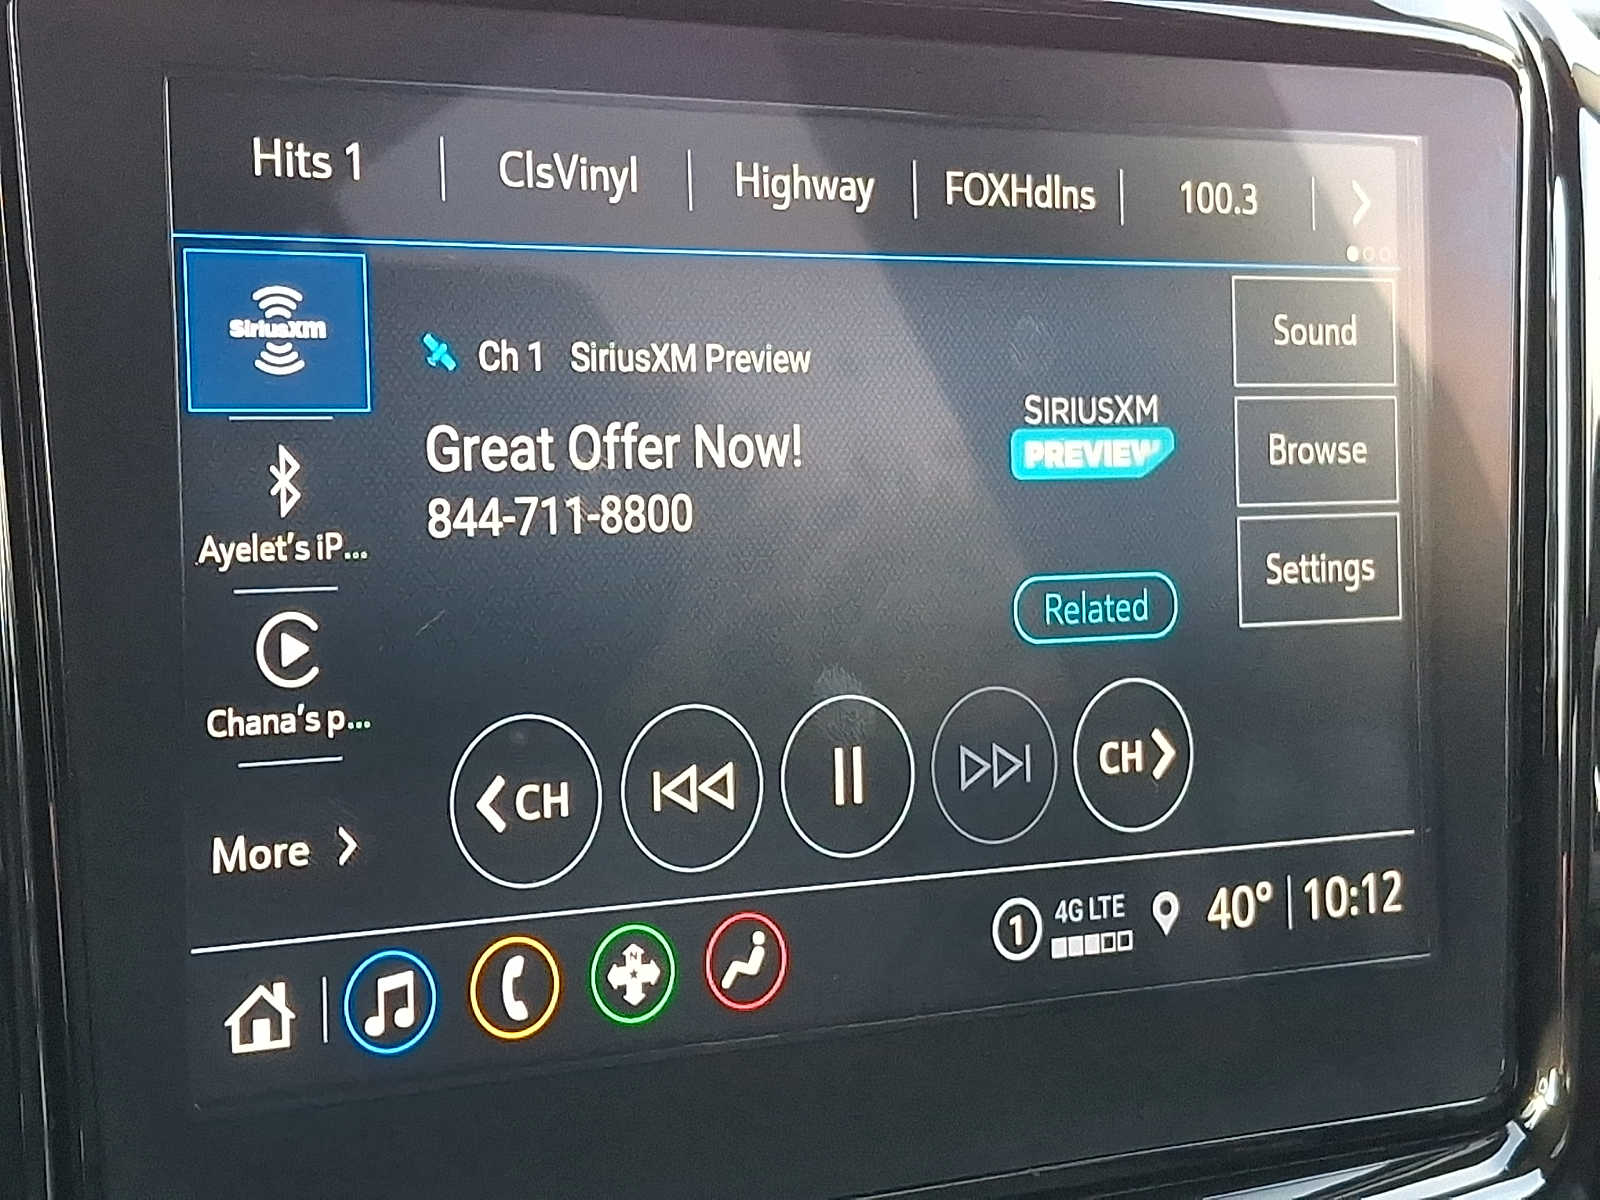 Hits 1 ClsVinyl Highway FOXHdlns 100.3
SiriusXM
Ch 1 SiriusXM Preview
Great Offer Now!
844-711-8800
SIRIUSXM
PREVIEW
Related
Sound
Browse
Settings
Ayelet's iP...
Chana's p...
More
CH
CH
1 4G LTE 40° 10:12
N